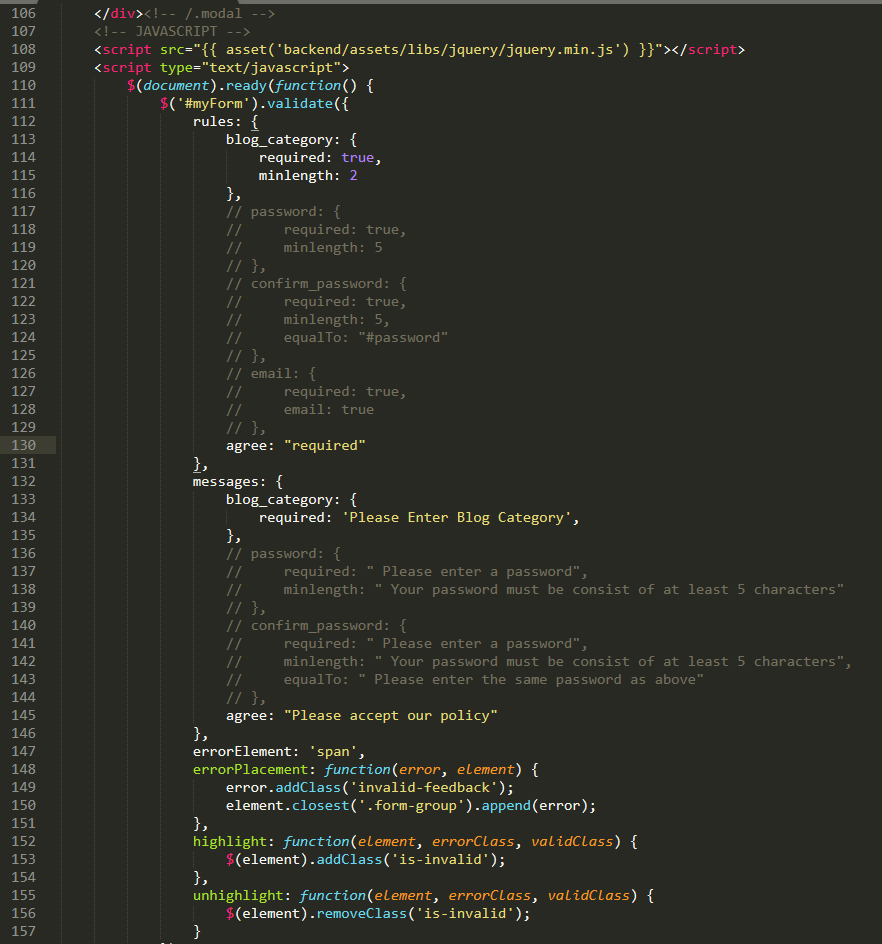 106 </div><!-- /.modal -->
107 <!-- JAVASCRIPT -->
108 <script src="{{ asset('backend/assets/libs/jquery/jquery.min.js') }}"></script>
109 <script type="text/javascript">
110 $(document).ready(function() {
111 $('#myForm').validate({
112 rules: {
113 blog_category: {
114 required: true,
115 minlength: 2
116 },
117 // password: {
118 //     required: true,
119 //     minlength: 5
120 // },
121 // confirm_password: {
122 //     required: true,
123 //     minlength: 5,
124 //     equalTo: "#password"
125 // },
126 // email: {
127 //     required: true,
128 //     email: true
129 // },
130 agree: "required"
131 },
132 messages: {
133 blog_category: {
134 required: 'Please Enter Blog Category',
135 },
136 // password: {
137 //     required: " Please enter a password",
138 //     minlength: " Your password must be consist of at least 5 characters"
139 // },
140 // confirm_password: {
141 //     required: " Please enter a password",
142 //     minlength: " Your password must be consist of at least 5 characters",
143 //     equalTo: " Please enter the same password as above"
144 // },
145 agree: "Please accept our policy"
146 },
147 errorElement: 'span',
148 errorPlacement: function(error, element) {
149 error.addClass('invalid-feedback');
150 element.closest('.form-group').append(error);
151 },
152 highlight: function(element, errorClass, validClass) {
153 $(element).addClass('is-invalid');
154 },
155 unhighlight: function(element, errorClass, validClass) {
156 $(element).removeClass('is-invalid');
157 }